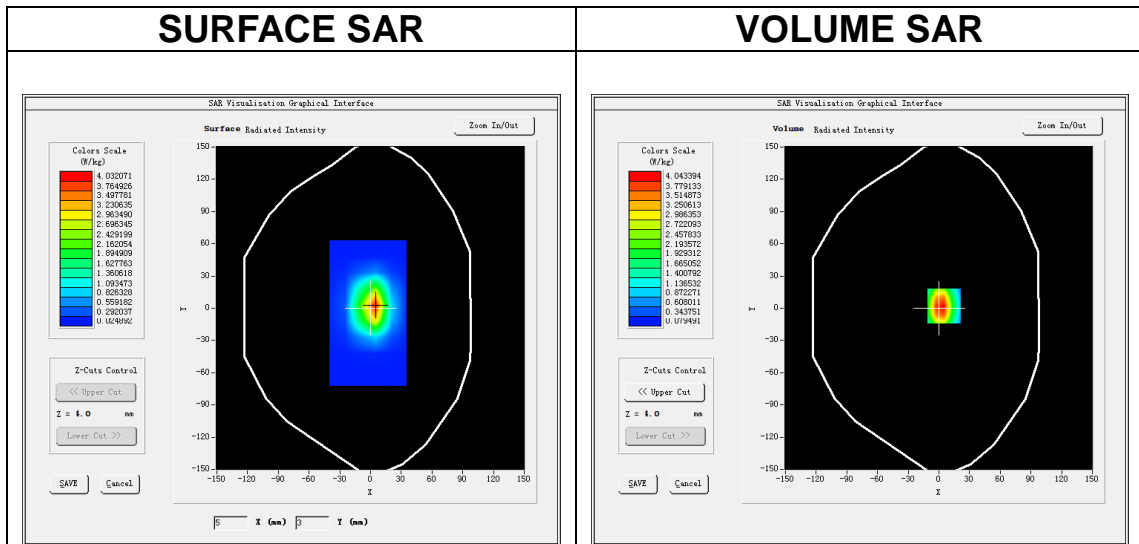 SURFACE SAR
VOLUME SAR
SAR Visualisation Graphical Interface
Surface Radiated Intensity
Zoom In/Out
Colors Scale
(W/kg)
4.032071
3.764926
3.497781
3.230635
2.963490
2.696345
2.429199
2.162054
1.894909
1.627763
1.360618
1.093473
0.826328
0.559182
0.292037
0.024892
Z-Cuts Control
<< Upper Cut
Z = 4.0 mm
Lower Cut >>
SAVE
Cancel
150
120
90
60
30
0
-30
-60
-90
-120
-150
Y
-150 -120 -90 -60 -30 0 30 60 90 120 150
X
5 X (mm) 3 Y (mm)
SAR Visualisation Graphical Interface
Volume Radiated Intensity
Zoom In/Out
Colors Scale
(W/kg)
4.043394
3.779133
3.514873
3.250613
2.986353
2.722093
2.457833
2.193572
1.929312
1.665052
1.400792
1.136532
0.872271
0.608011
0.343751
0.079491
Z-Cuts Control
<< Upper Cut
Z = 4.0 mm
Lower Cut >>
SAVE
Cancel
150
120
90
60
30
0
-30
-60
-90
-120
-150
Y
-150 -120 -90 -60 -30 0 30 60 90 120 150
X